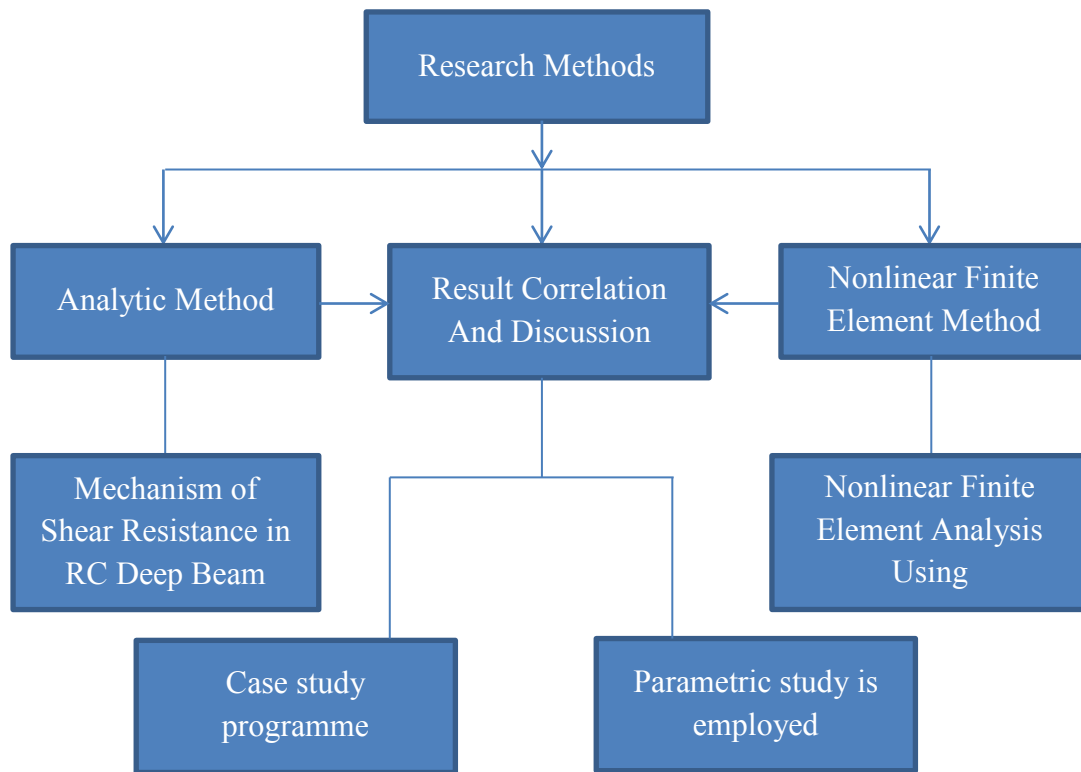 Research Methods
Analytic Method
Result Correlation
And Discussion
Nonlinear Finite
Element Method
Mechanism of
Shear Resistance in
RC Deep Beam
Nonlinear Finite
Element Analysis
Using
Case study
programme
Parametric study is
employed